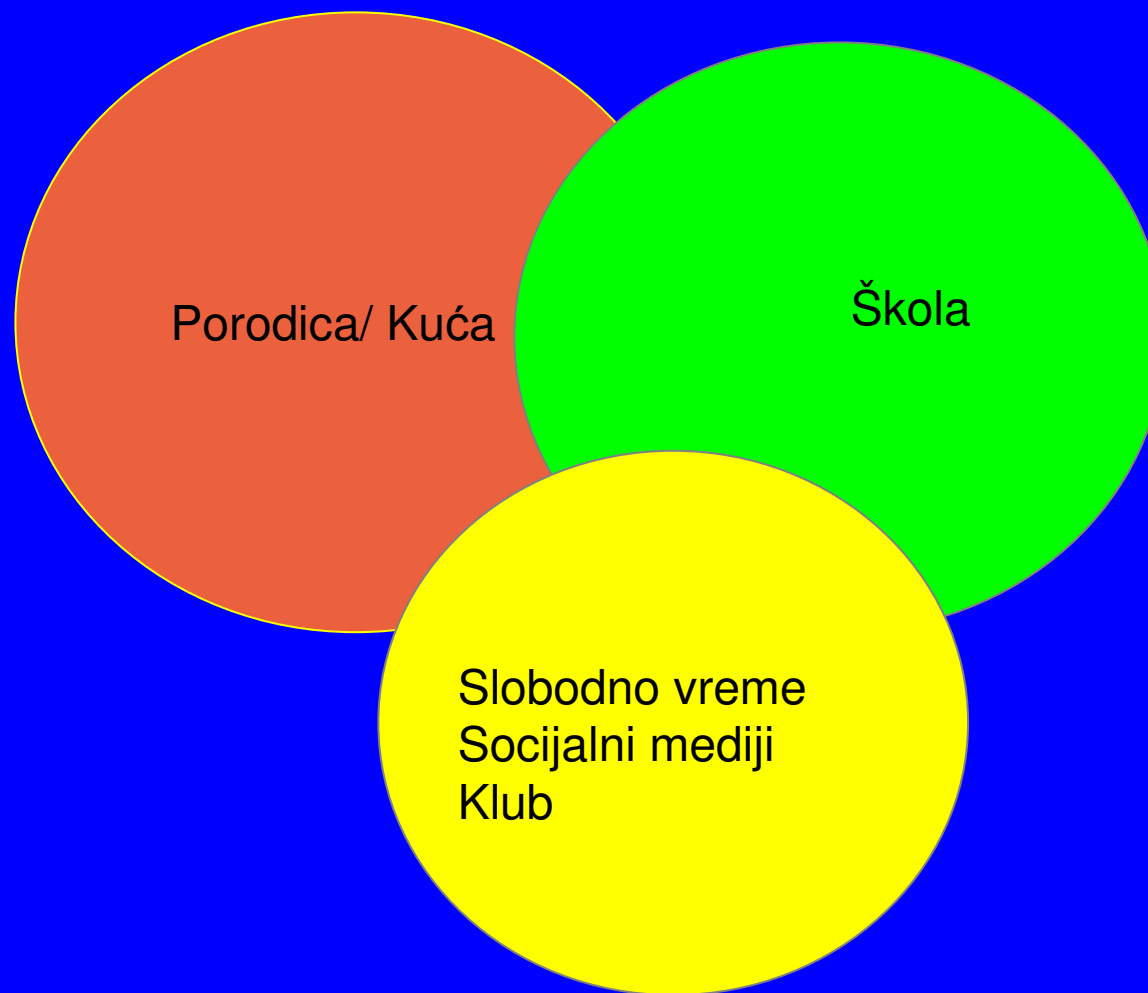 Porodica/ Kuća
Škola
Slobodno vreme
Socijalni mediji
Klub